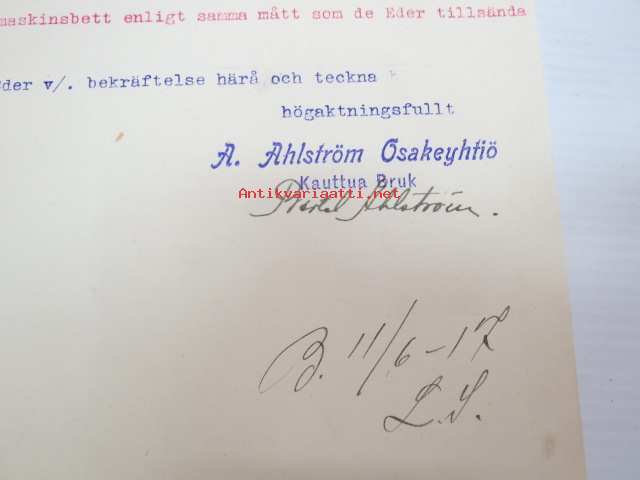 maskinsbett enligt samma mått som de Eder tillsända
Eder v/. bekräftelse härå och teckna
högaktningsfullt
A. Ahlström Osakeyhtiö
Kauttua Bruk
Antikvariaatti.net
Ahlström.
B. 11/6-17
L.S.